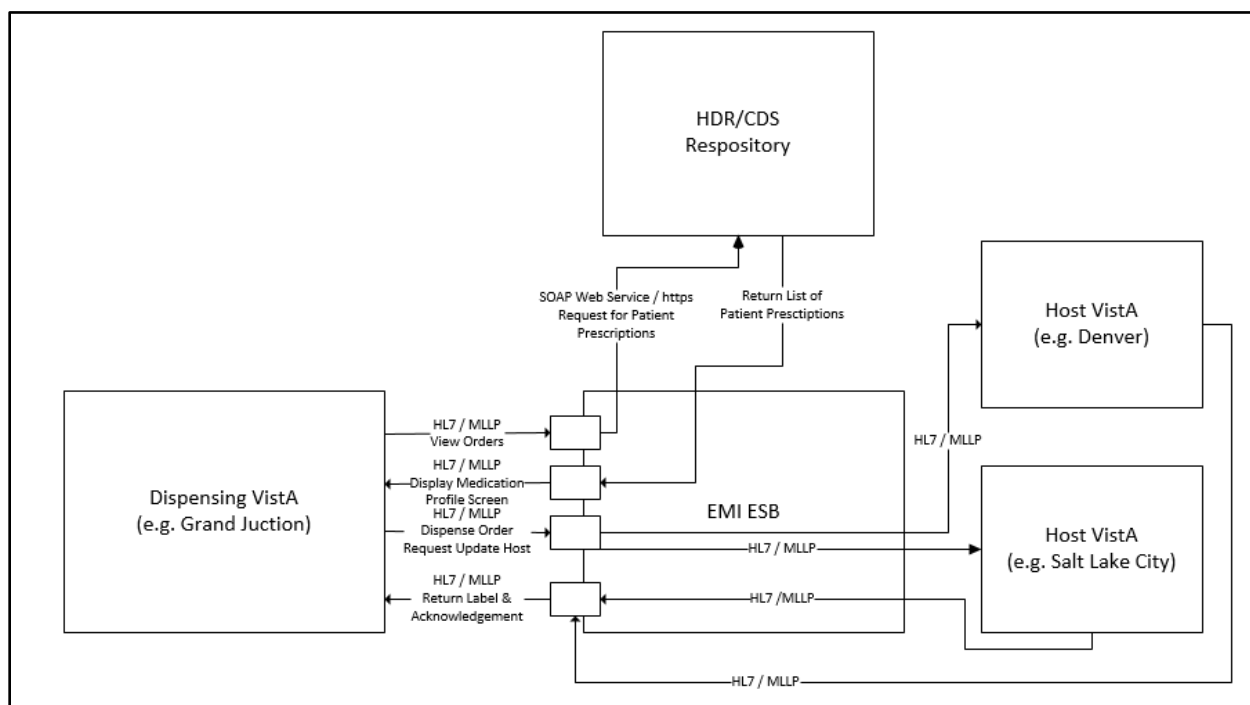 HDR/CDS
Respository
SOAP Web Service / https
Request for Patient
Prescriptions
Return List of
Patient Presctiptions
Host VistA
(e.g. Denver)
HL7 / MLLP
View Orders
HL7 / MLLP
Display Medication
Profile Screen
HL7 / MLLP
Dispense Order
Request Update Host
HL7 / MLLP
Return Label &
Acknowledgement
Dispensing VistA
(e.g. Grand Juction)
EMI ESB
HL7 / MLLP
HL7 / MLLP
HL7 /MLLP
HL7 / MLLP
Host VistA
(e.g. Salt Lake City)